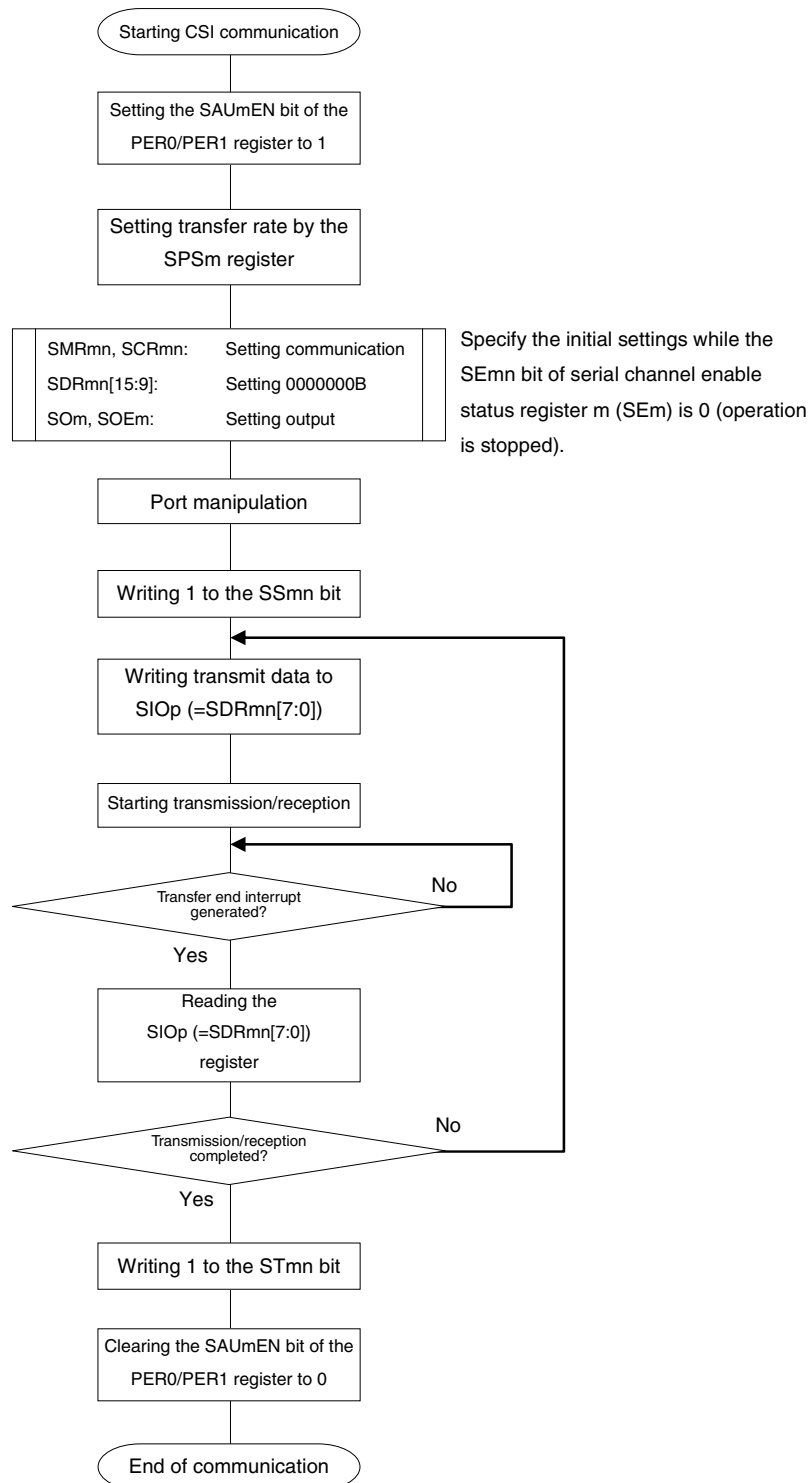 Starting CSI communication
Setting the SAUmEN bit of the
PER0/PER1 register to 1
Setting transfer rate by the
SPSm register
SMRmn, SCRmn: Setting communication
SDRmn[15:9]: Setting 0000000B
SOm, SOEm: Setting output
Specify the initial settings while the
SEmn bit of serial channel enable
status register m (SEm) is 0 (operation
is stopped).
Port manipulation
Writing 1 to the SSmn bit
Writing transmit data to
SIOp (=SDRmn[7:0])
Starting transmission/reception
Transfer end interrupt
generated?
No
Yes
Reading the
SIOp (=SDRmn[7:0])
register
Transmission/reception
completed?
No
Yes
Writing 1 to the STmn bit
Clearing the SAUmEN bit of the
PER0/PER1 register to 0
End of communication